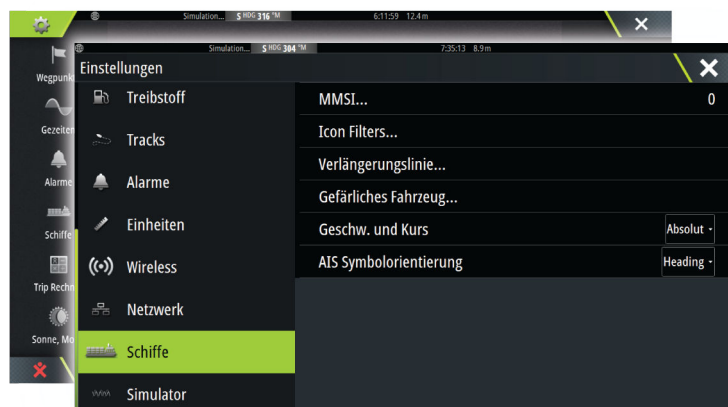 Simulation... S HDG 316 °M 6:11:59 12.4 m
Wegpunk
Gezeiten
Alarme
Schiffe
Trip Rechn
Sonne, Mo
Simulation... S HDG 304 °M 7:35:13 8.9 m
Einstellungen
Treibstoff
Tracks
Alarme
Einheiten
Wireless
Netzwerk
Schiffe
Simulator
MMSI... 0
Icon Filters...
Verlängerungslinie...
Gefärliches Fahrzeug...
Geschw. und Kurs Absolut
AIS Symbolorientierung Heading